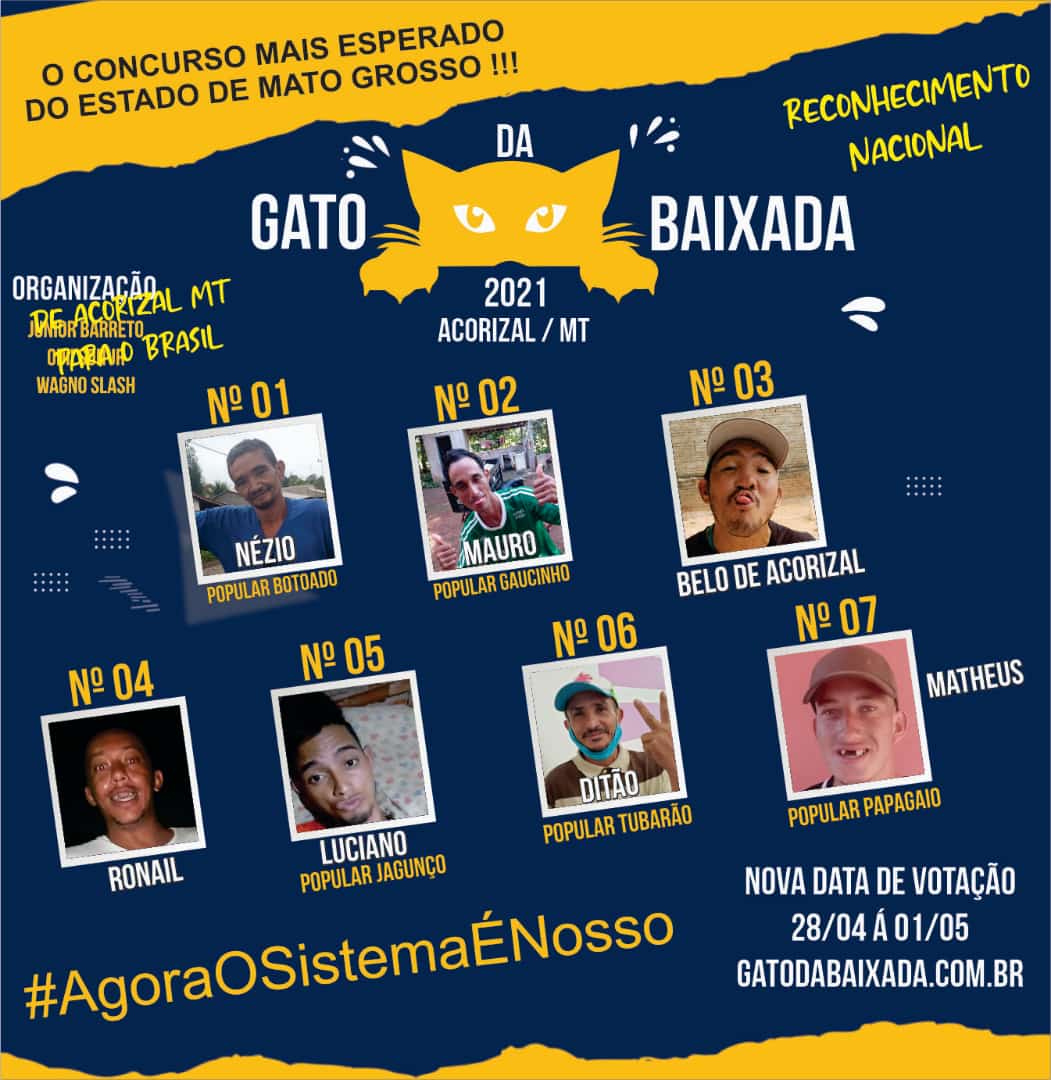 O CONCURSO MAIS ESPERADO
DO ESTADO DE MATO GROSSO !!!
RECONHECIMENTO
NACIONAL
DA
GATO
BAIXADA
2021
ACORIZAL / MT
ORGANIZAÇÃO
DE ACORIZAL MT
PARA O BRASIL
JUNIOR BARRETO
WAGNO SLASH
Nº 01
NÉZIO
POPULAR BOTOADO
Nº 02
MAURO
POPULAR GAUCINHO
Nº 03
BELO DE ACORIZAL
Nº 04
RONAIL
Nº 05
LUCIANO
POPULAR JAGUNÇO
Nº 06
DITÃO
POPULAR TUBARÃO
Nº 07
MATHEUS
POPULAR PAPAGAIO
NOVA DATA DE VOTAÇÃO
28/04 Á 01/05
GATODABAIXADA.COM.BR
#AgoraOSistemaÉNosso